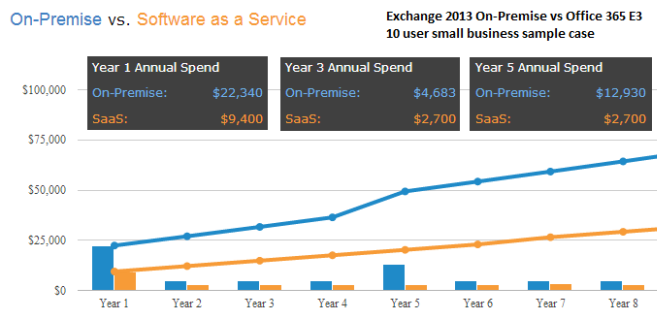 On-Premise vs. Software as a Service
Exchange 2013 On-Premise vs Office 365 E3
10 user small business sample case
Year 1 Annual Spend
On-Premise: $22,340
SaaS: $9,400
Year 3 Annual Spend
On-Premise: $4,683
SaaS: $2,700
Year 5 Annual Spend
On-Premise: $12,930
SaaS: $2,700
$100,000
$75,000
$50,000
$25,000
$0
Year 1 Year 2 Year 3 Year 4 Year 5 Year 6 Year 7 Year 8